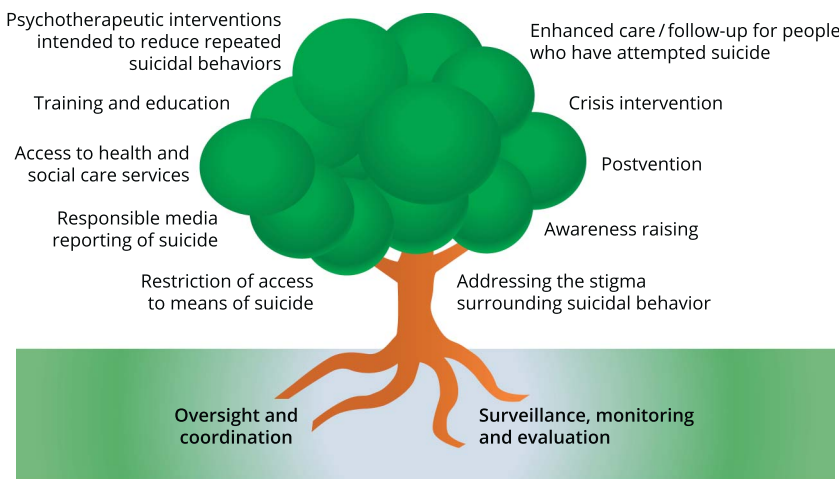 Psychotherapeutic interventions
intended to reduce repeated
suicidal behaviors
Training and education
Access to health and
social care services
Responsible media
reporting of suicide
Restriction of access
to means of suicide
Enhanced care / follow-up for people
who have attempted suicide
Crisis intervention
Postvention
Awareness raising
Addressing the stigma
surrounding suicidal behavior
Oversight and
coordination
Surveillance, monitoring
and evaluation